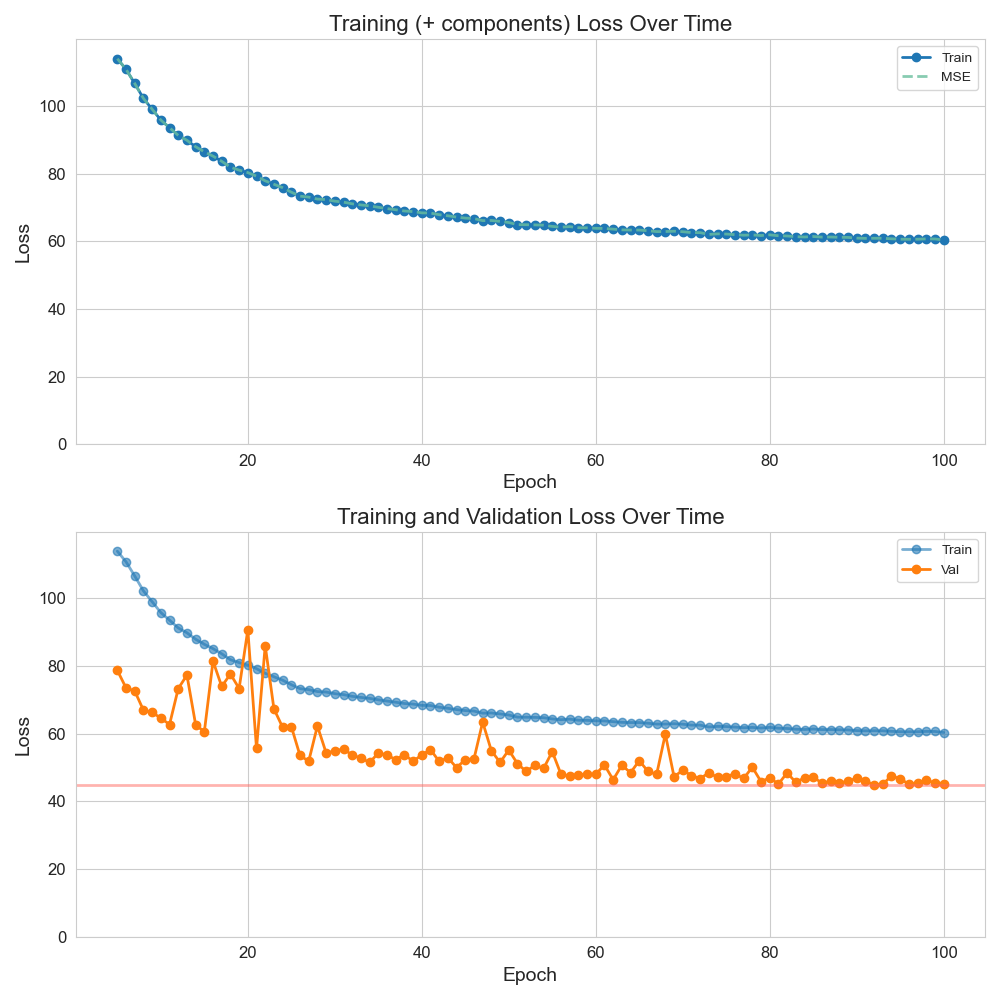 Training (+ components) Loss Over Time
Train
MSE
Loss
100
80
60
40
20
0
20 40 60 80 100
Epoch
Training and Validation Loss Over Time
Train
Val
Loss
100
80
60
40
20
0
20 40 60 80 100
Epoch